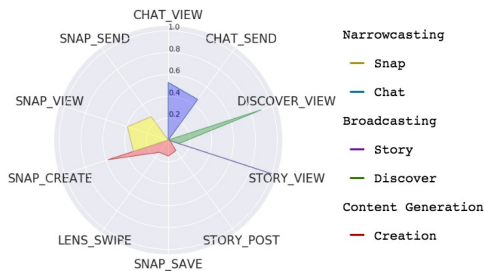 CHAT_VIEW
SNAP_SEND
CHAT_SEND
1.0
0.8
0.6
0.4
0.2
SNAP_VIEW
DISCOVER_VIEW
SNAP_CREATE
STORY_VIEW
LENS_SWIPE
STORY_POST
SNAP_SAVE
Narrowcasting
Snap
Chat
Broadcasting
Story
Discover
Content Generation
Creation